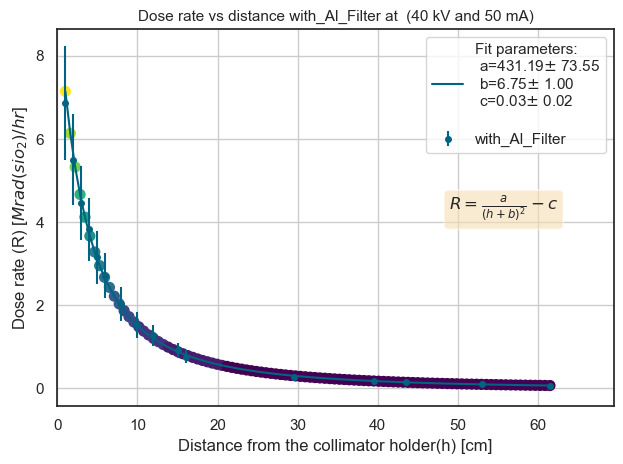 Dose rate vs distance with_Al_Filter at  (40 kV and 50 mA)
Fit parameters:
a=431.19± 73.55
b=6.75± 1.00
c=0.03± 0.02
with_Al_Filter
R = a/(h+b)² − c
Dose rate (R) [Mrad(sio₂)/hr]
8
6
4
2
0
0 10 20 30 40 50 60
Distance from the collimator holder(h) [cm]